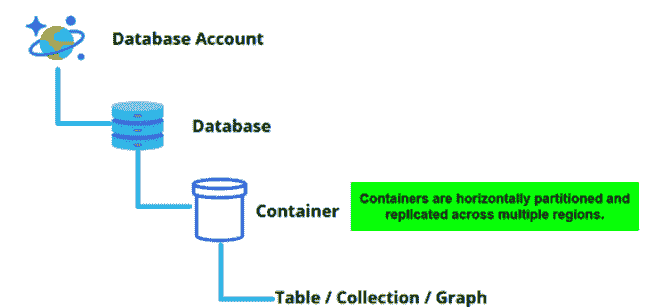 Database Account
Database
Container
Containers are horizontally partitioned and
replicated across multiple regions.
Table / Collection / Graph